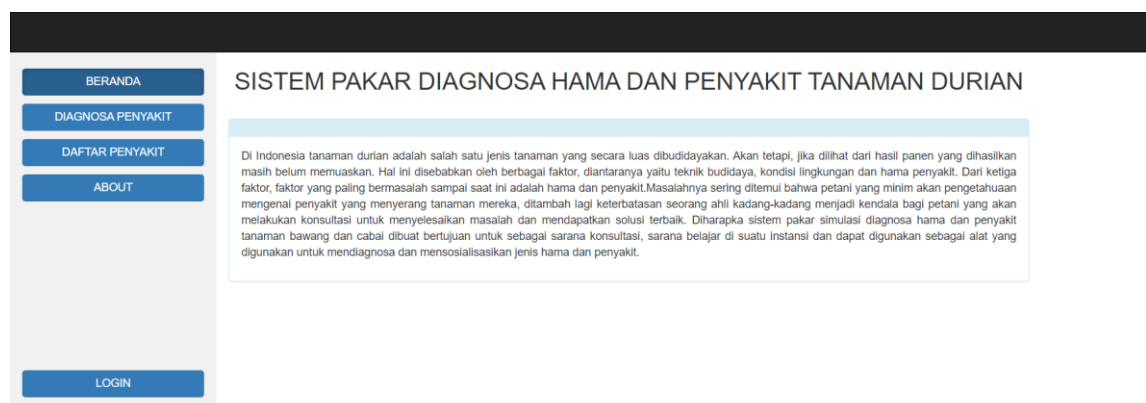 BERANDA
DIAGNOSA PENYAKIT
DAFTAR PENYAKIT
ABOUT
LOGIN
SISTEM PAKAR DIAGNOSA HAMA DAN PENYAKIT TANAMAN DURIAN
Di Indonesia tanaman durian adalah salah satu jenis tanaman yang secara luas dibudidayakan. Akan tetapi, jika dilihat dari hasil panen yang dihasilkan
masih belum memuaskan. Hal ini disebabkan oleh berbagai faktor, diantaranya yaitu teknik budidaya, kondisi lingkungan dan hama penyakit. Dari ketiga
faktor, faktor yang paling bermasalah sampai saat ini adalah hama dan penyakit.Masalahnya sering ditemui bahwa petani yang minim akan pengetahuaan
mengenai penyakit yang menyerang tanaman mereka, ditambah lagi keterbatasan seorang ahli kadang-kadang menjadi kendala bagi petani yang akan
melakukan konsultasi untuk menyelesaikan masalah dan mendapatkan solusi terbaik. Diharapka sistem pakar simulasi diagnosa hama dan penyakit
tanaman bawang dan cabai dibuat bertujuan untuk sebagai sarana konsultasi, sarana belajar di suatu instansi dan dapat digunakan sebagai alat yang
digunakan untuk mendiagnosa dan mensosialisasikan jenis hama dan penyakit.